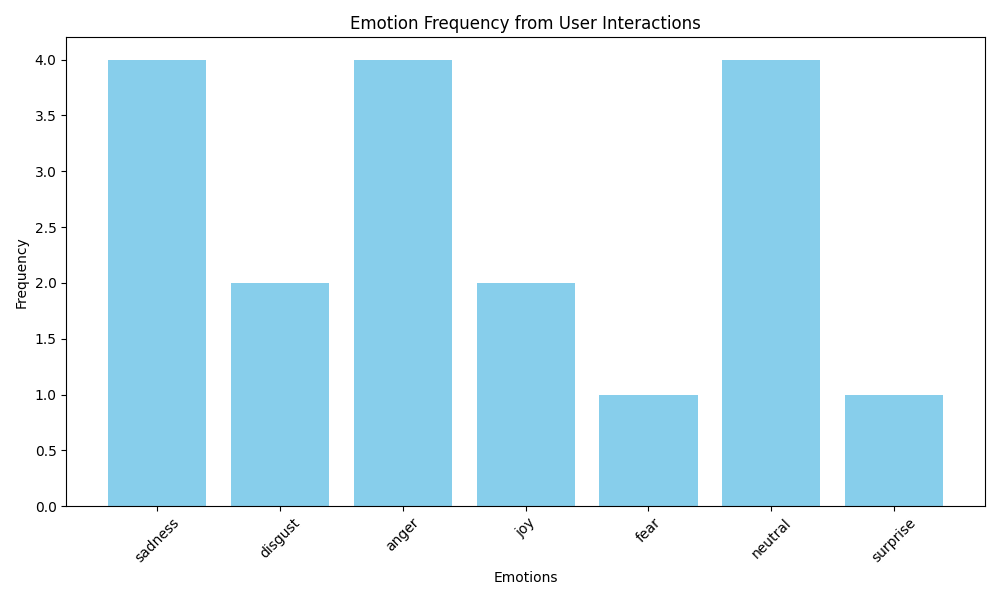 Emotion Frequency from User Interactions
4.0
3.5
3.0
2.5
2.0
1.5
1.0
0.5
0.0
Frequency
sadness
disgust
anger
joy
fear
neutral
surprise
Emotions